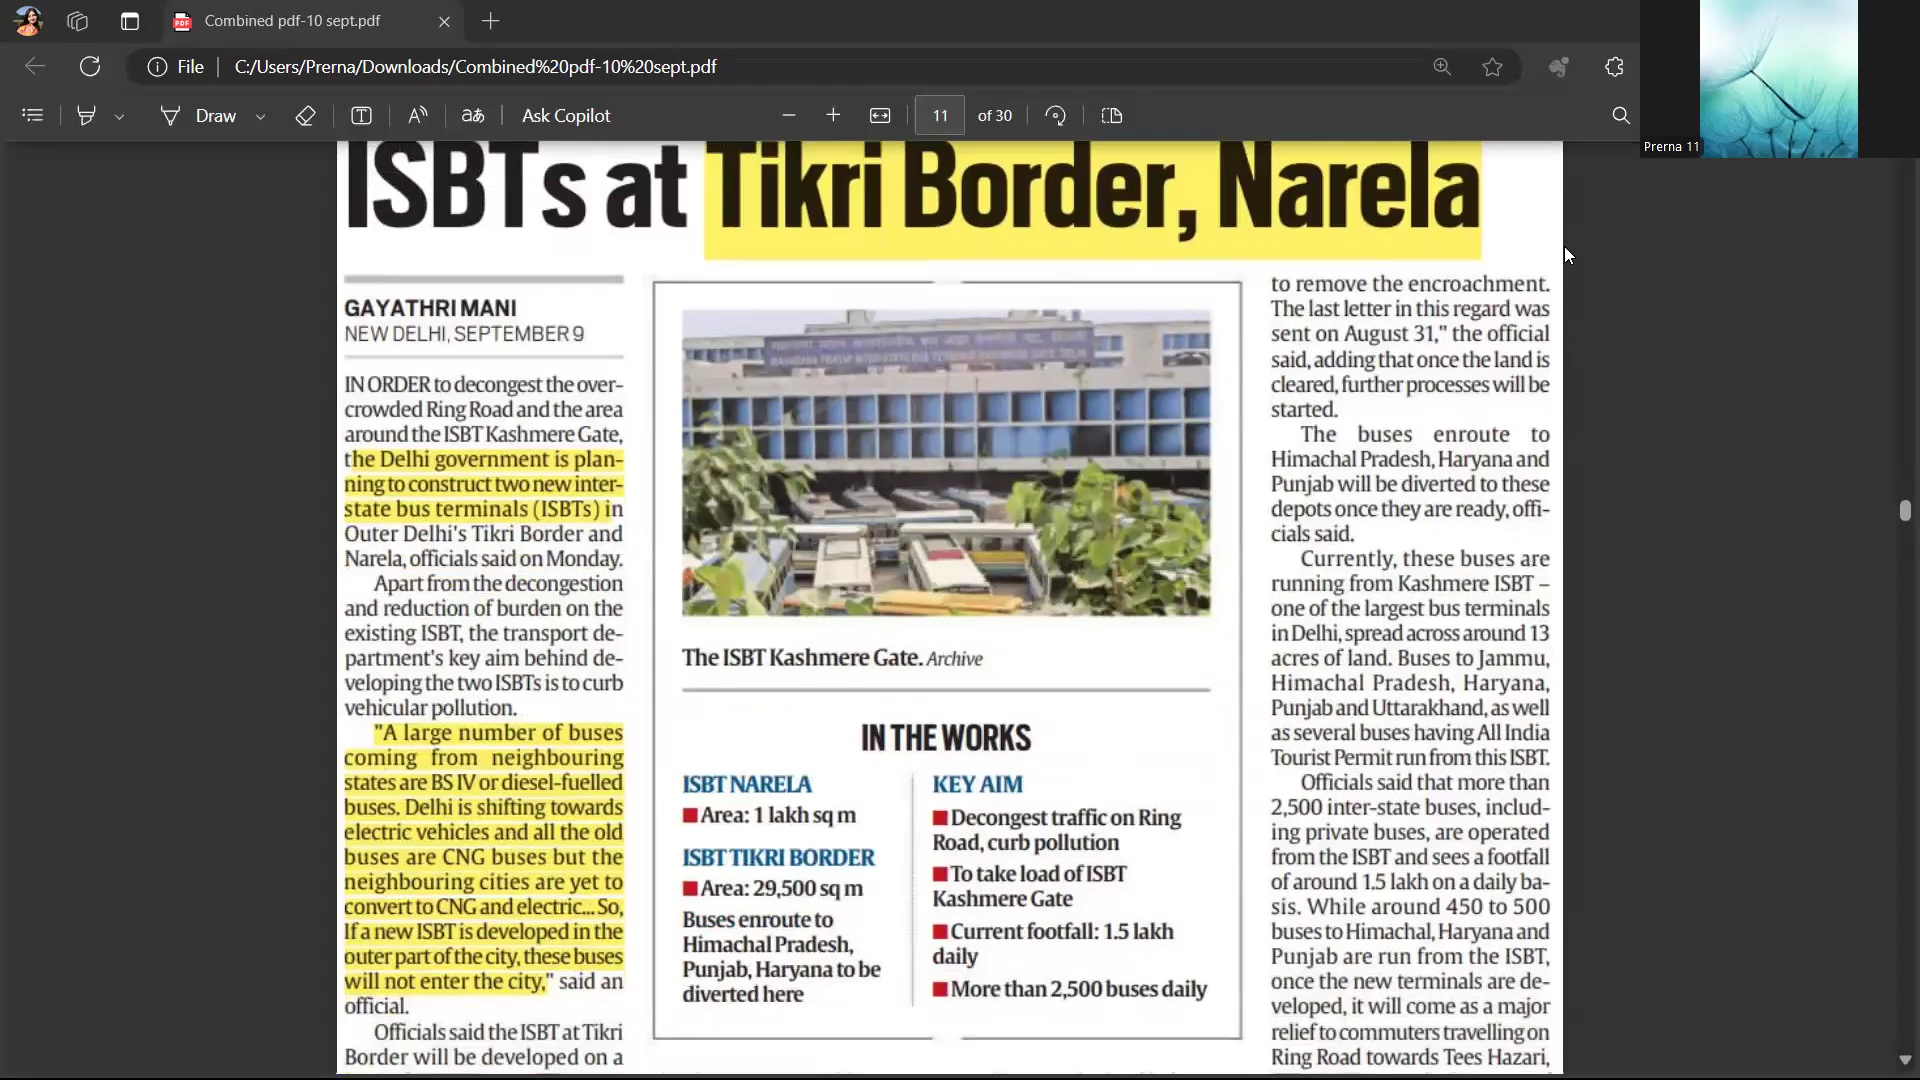 Combined pdf-10 sept.pdf
File
C:/Users/Prerna/Downloads/Combined%20pdf-10%20sept.pdf
Draw
Ask Copilot
11
of 30
Prerna 11
ISBTs at Tikri Border, Narela
GAYATHRI MANI
NEW DELHI, SEPTEMBER 9
IN ORDER to decongest the over-
crowded Ring Road and the area
around the ISBT Kashmere Gate,
the Delhi government is plan-
ning to construct two new inter-
state bus terminals (ISBTs) in
Outer Delhi's Tikri Border and
Narela, officials said on Monday.
Apart from the decongestion
and reduction of burden on the
existing ISBT, the transport de-
partment's key aim behind de-
veloping the two ISBTs is to curb
vehicular pollution.
"A large number of buses
coming from neighbouring
states are BS IV or diesel-fuelled
buses. Delhi is shifting towards
electric vehicles and all the old
buses are CNG buses but the
neighbouring cities are yet to
convert to CNG and electric... So,
If a new ISBT is developed in the
outer part of the city, these buses
will not enter the city," said an
official.
Officials said the ISBT at Tikri
Border will be developed on a
The ISBT Kashmere Gate. Archive
IN THE WORKS
ISBT NARELA
Area: 1 lakh sq m
ISBT TIKRI BORDER
Area: 29,500 sq m
Buses enroute to
Himachal Pradesh,
Punjab, Haryana to be
diverted here
KEY AIM
Decongest traffic on Ring
Road, curb pollution
To take load of ISBT
Kashmere Gate
Current footfall: 1.5 lakh
daily
More than 2,500 buses daily
to remove the encroachment.
The last letter in this regard was
sent on August 31," the official
said, adding that once the land is
cleared, further processes will be
started.
The buses enroute to
Himachal Pradesh, Haryana and
Punjab will be diverted to these
depots once they are ready, offi-
cials said.
Currently, these buses are
running from Kashmere ISBT –
one of the largest bus terminals
in Delhi, spread across around 13
acres of land. Buses to Jammu,
Himachal Pradesh, Haryana,
Punjab and Uttarakhand, as well
as several buses having All India
Tourist Permit run from this ISBT.
Officials said that more than
2,500 inter-state buses, includ-
ing private buses, are operated
from the ISBT and sees a footfall
of around 1.5 lakh on a daily ba-
sis. While around 450 to 500
buses to Himachal, Haryana and
Punjab are run from the ISBT,
once the new terminals are de-
veloped, it will come as a major
relief to commuters travelling on
Ring Road towards Tees Hazari,